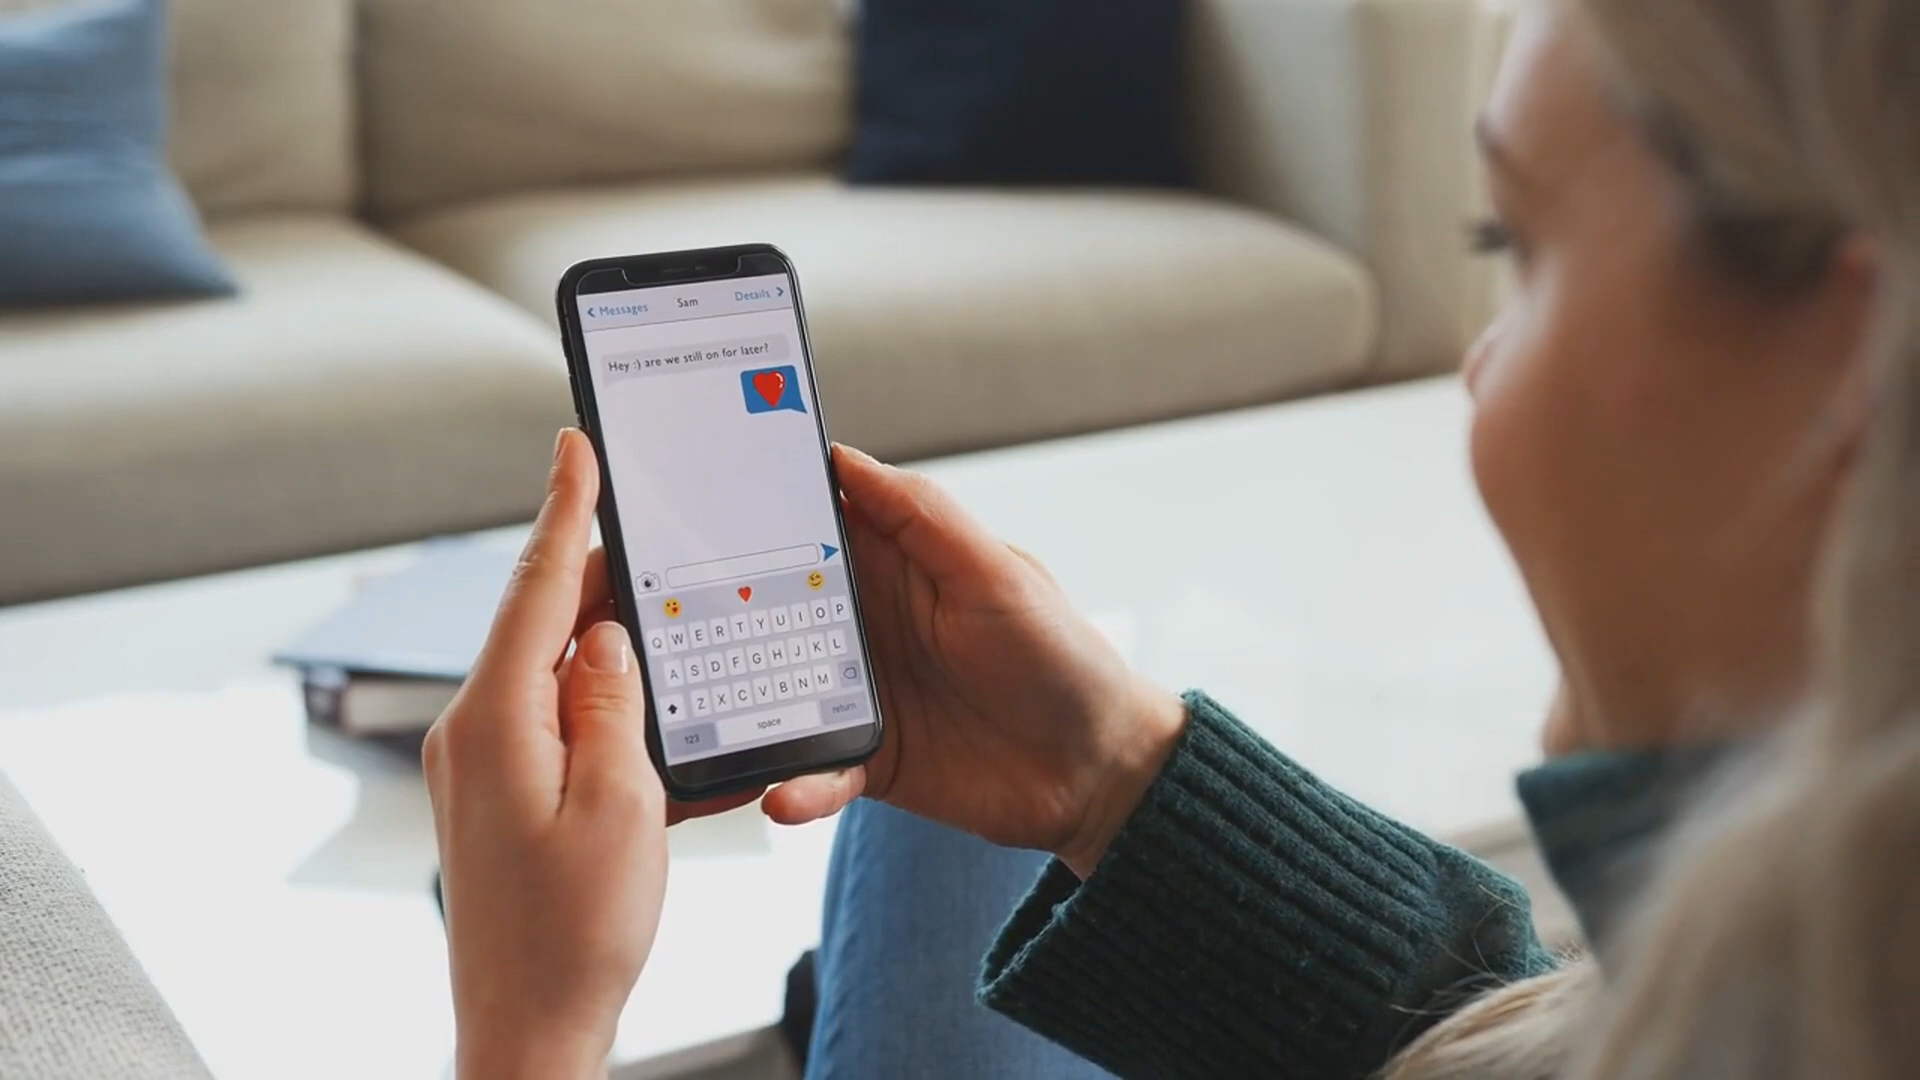 Messages Sam Details
Hey :) are we still on for later?
Q W E R T Y U I O P
A S D F G H J K L
Z X C V B N M
123 space return